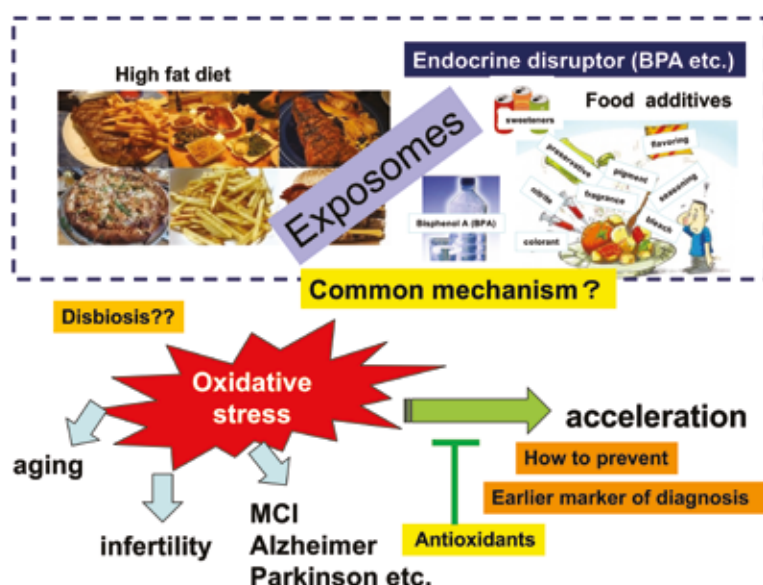 Endocrine disruptor (BPA etc.)
High fat diet
Food additives
sweeteners
Exposomes
flavoring
preservative
pigment
seasoning
nitrite
fragrance
bleach
colorant
Bisphenol A (BPA)
Common mechanism?
Disbiosis??
Oxidative
stress
acceleration
aging
How to prevent
Earlier marker of diagnosis
infertility
MCI
Alzheimer
Parkinson etc.
Antioxidants